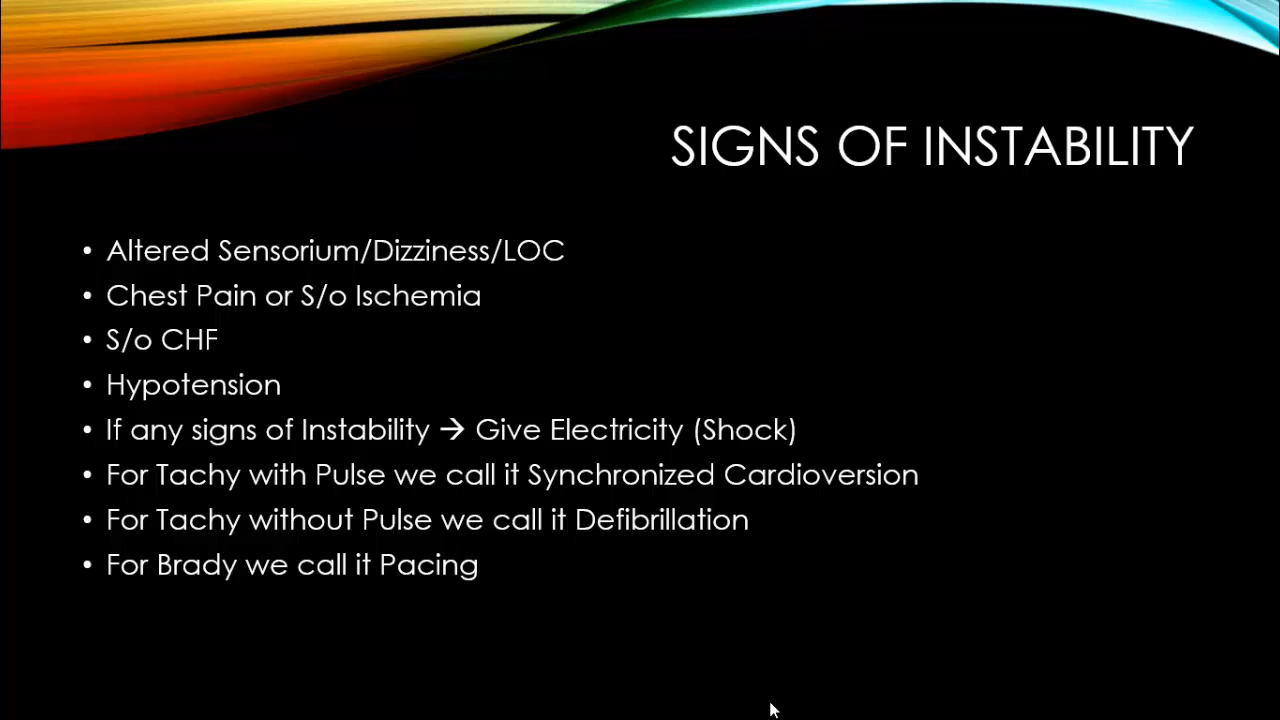 SIGNS OF INSTABILITY
• Altered Sensorium/Dizziness/LOC
• Chest Pain or S/o Ischemia
• S/o CHF
• Hypotension
• If any signs of Instability → Give Electricity (Shock)
• For Tachy with Pulse we call it Synchronized Cardioversion
• For Tachy without Pulse we call it Defibrillation
• For Brady we call it Pacing